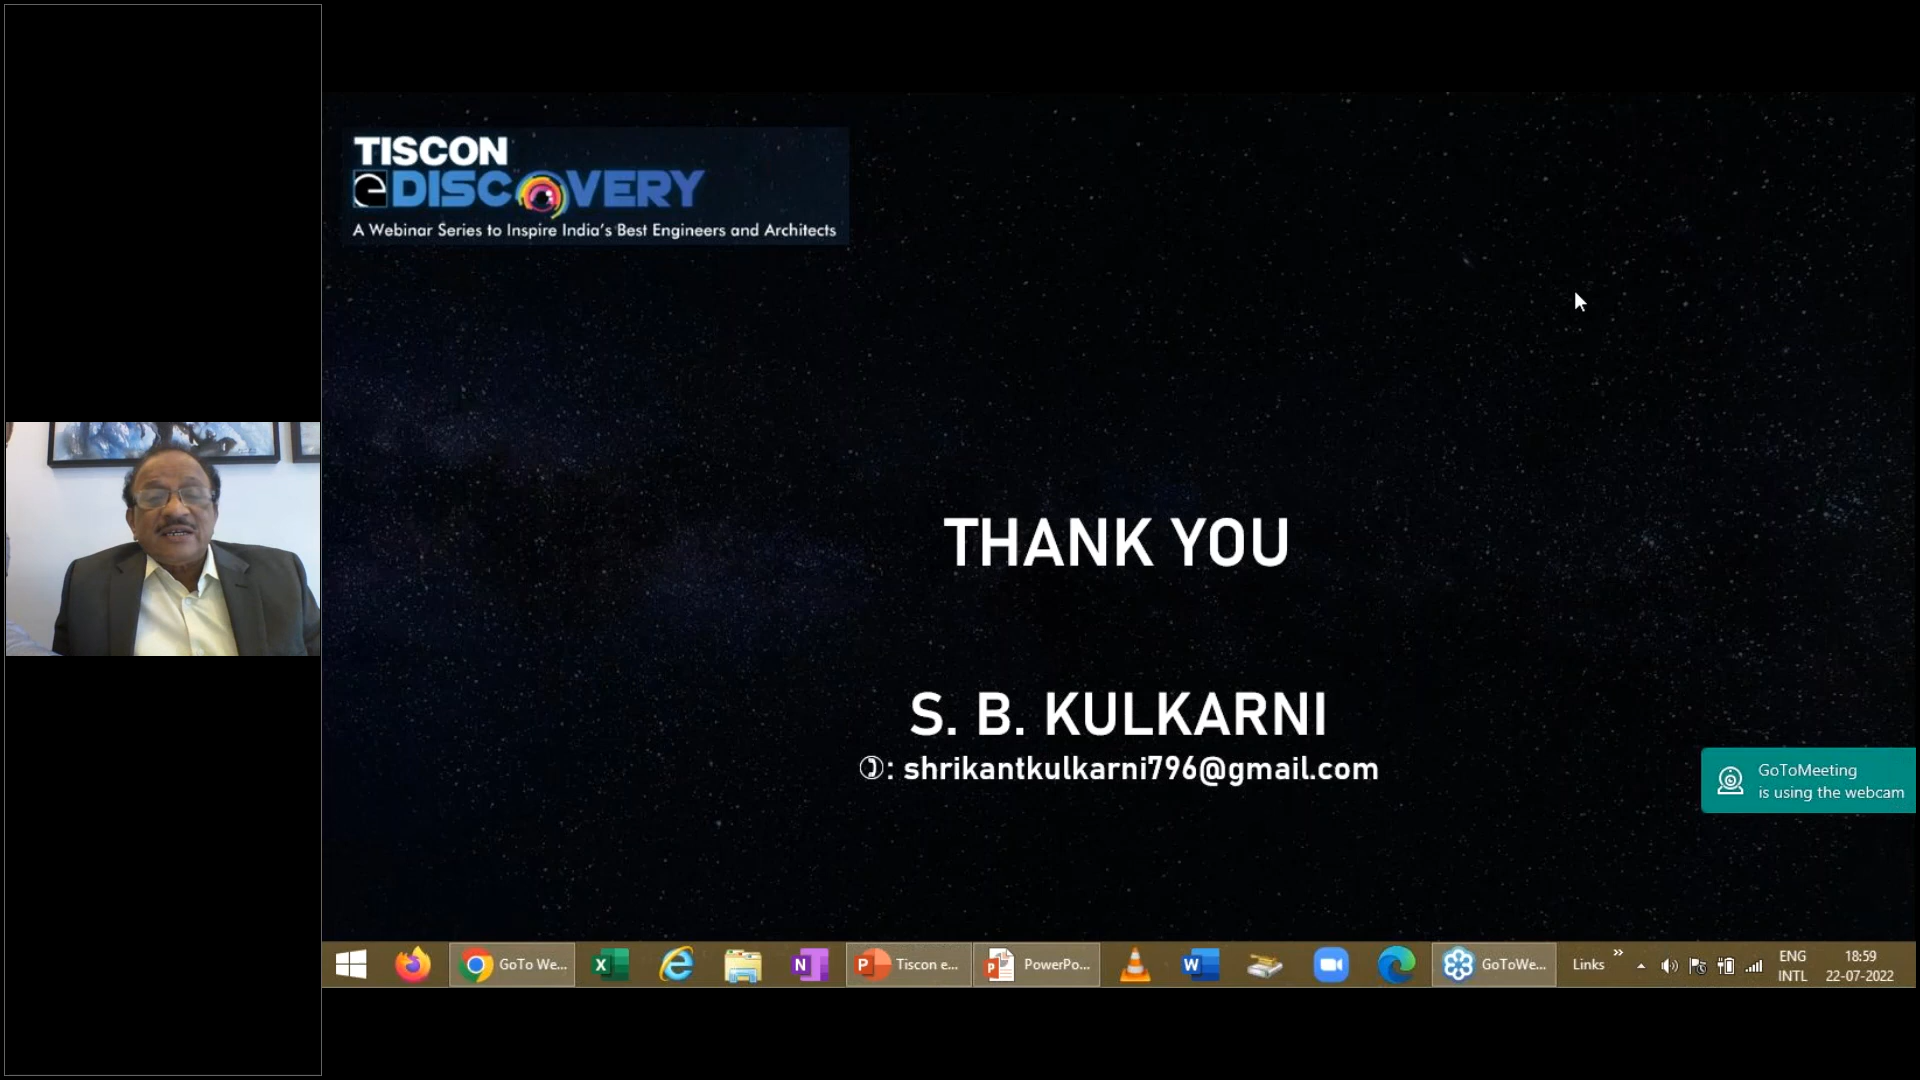 TISCON
eDISCOVERY
A Webinar Series to Inspire India's Best Engineers and Architects
THANK YOU
S. B. KULKARNI
✆: shrikantkulkarni796@gmail.com
GoToMeeting
is using the webcam
GoTo We...
Tiscon e...
PowerPo...
GoToWe...
Links »
ENG
INTL
18:59
22-07-2022